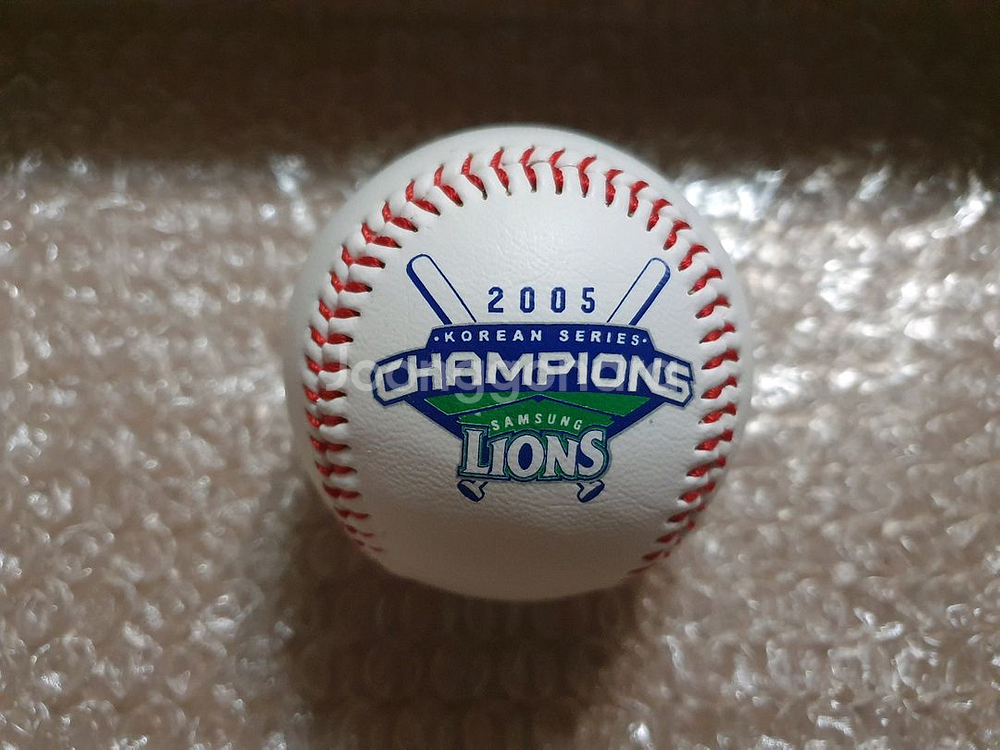 2005
·KOREAN SERIES·
CHAMPIONS
SAMSUNG
LIONS